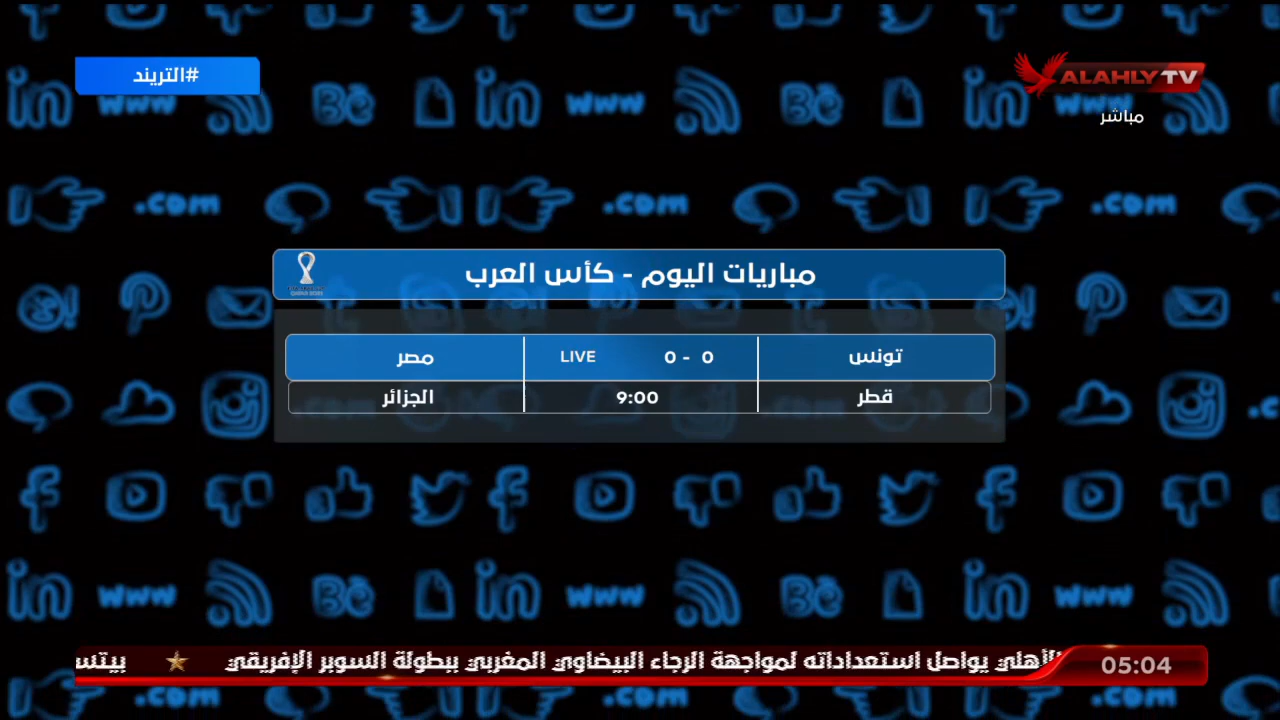 #التريند
ALAHLY TV
مباشر
مباريات اليوم - كأس العرب
تونس 0 - 0 LIVE مصر
قطر 9:00 الجزائر
الأهلي يواصل استعداداته لمواجهة الرجاء البيضاوي المغربي ببطولة السوبر الإفريقي
05:04